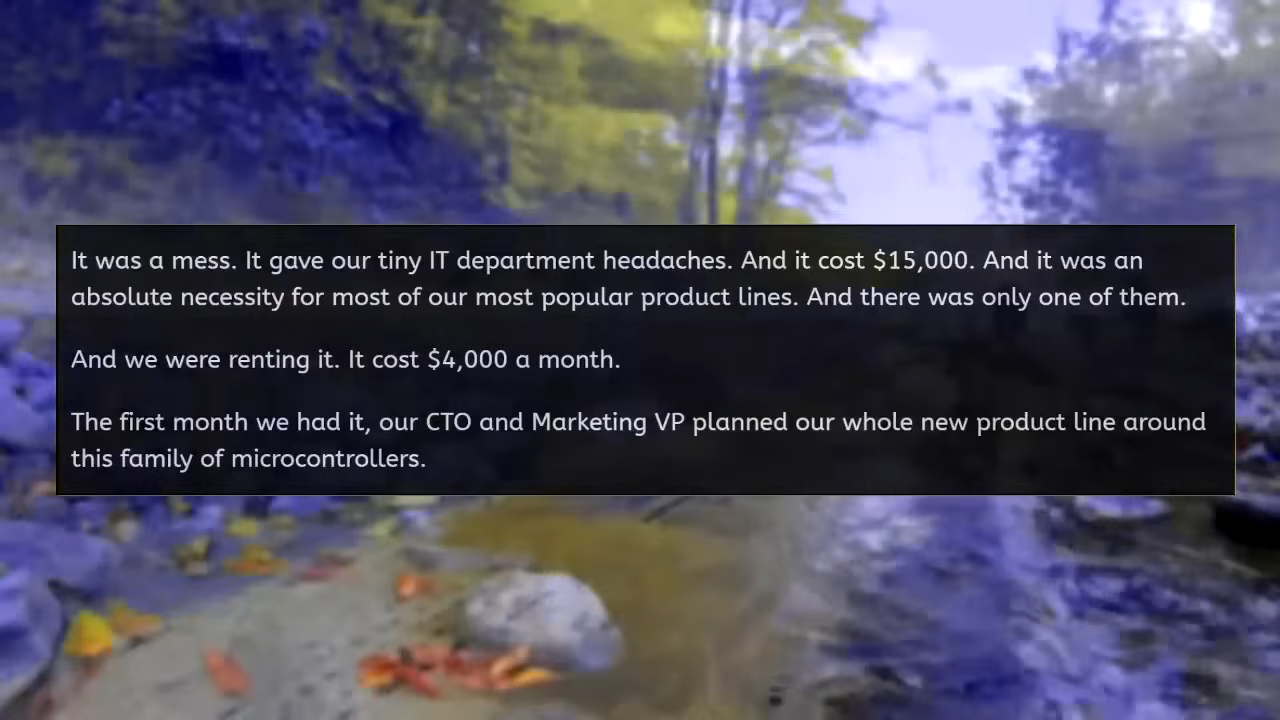 It was a mess. It gave our tiny IT department headaches. And it cost $15,000. And it was an
absolute necessity for most of our most popular product lines. And there was only one of them.
And we were renting it. It cost $4,000 a month.
The first month we had it, our CTO and Marketing VP planned our whole new product line around
this family of microcontrollers.